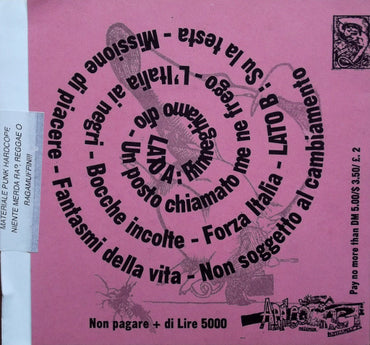 LATO A : Rinneghiamo dio - Un posto chiamato me ne frego - L'Italia ai negri - Bocche incolte - Forza Italia - LATO B : Su la testa - Missione di piacere - Fantasmi della vita - Non soggetto al cambiamento
MATERIALE PUNK HARDCORE
NIENTE MERDA RAP REGGAE O
RAGAMUFFIN!!!
Pay no more than DM 5.00/$ 3.50/ £. 2
Non pagare + di Lire 5000